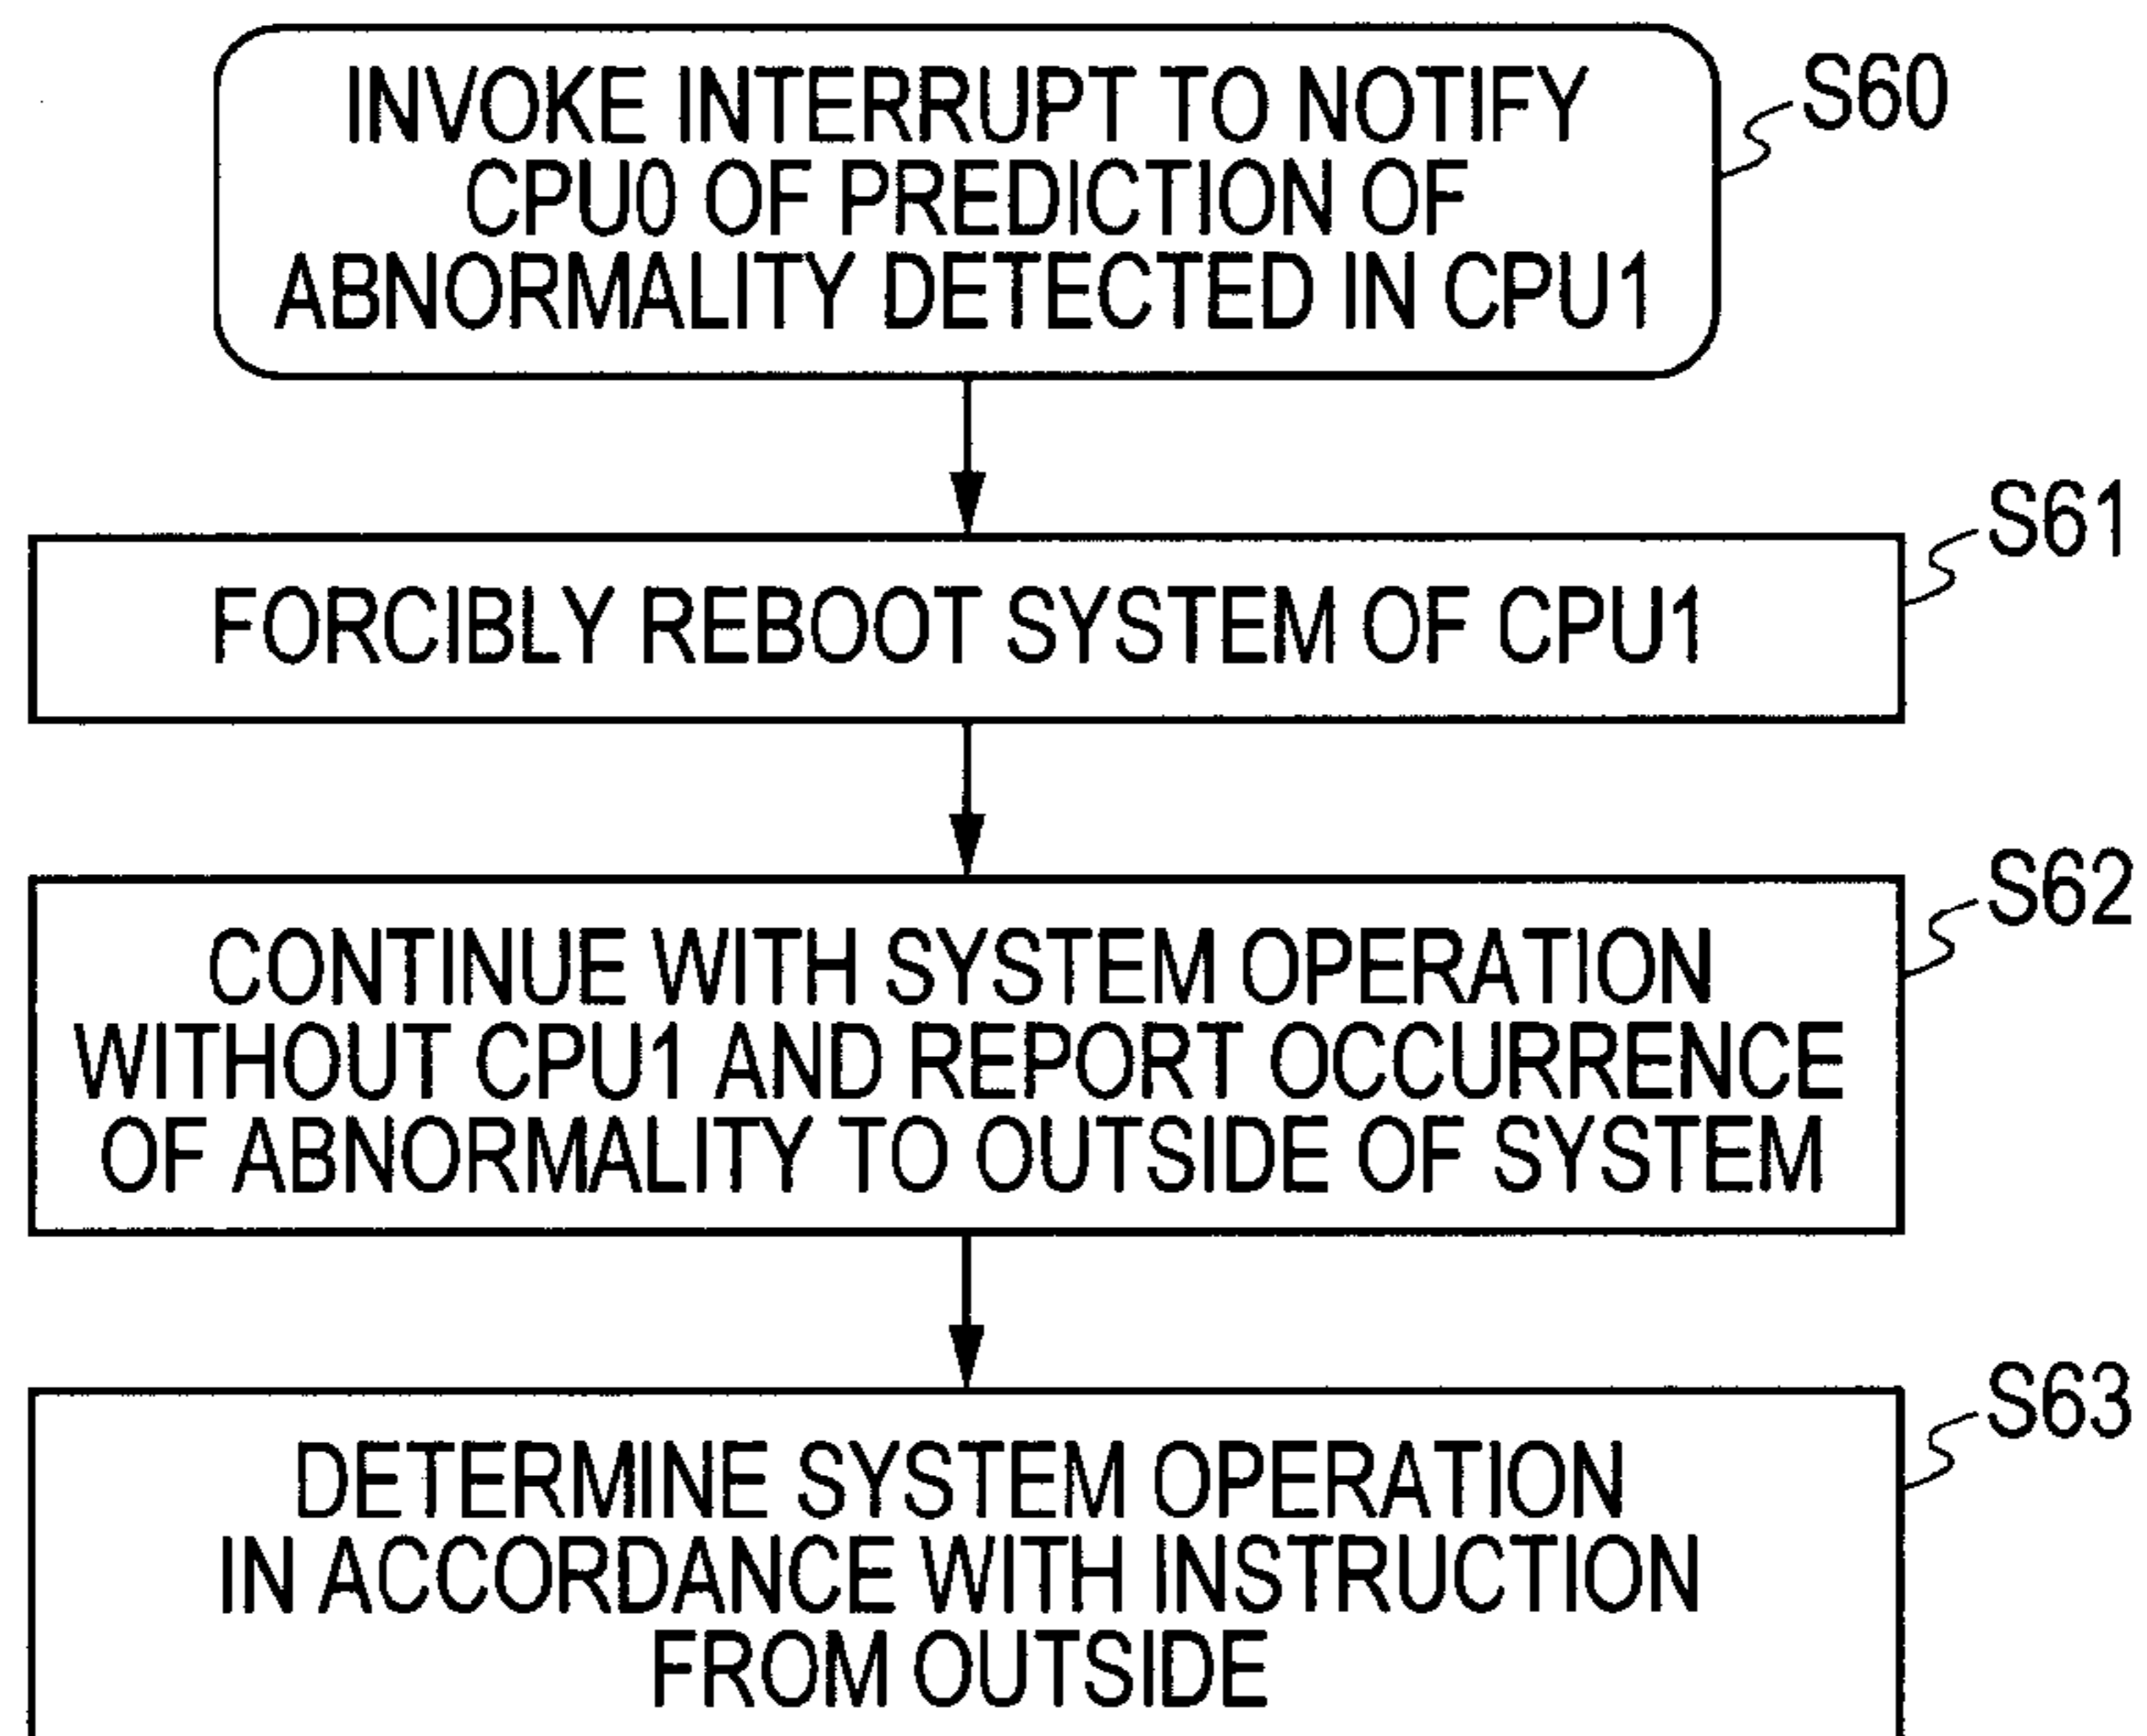 INVOKE INTERRUPT TO NOTIFY
CPU0 OF PREDICTION OF
ABNORMALITY DETECTED IN CPU1
S60
FORCIBLY REBOOT SYSTEM OF CPU1
S61
CONTINUE WITH SYSTEM OPERATION
WITHOUT CPU1 AND REPORT OCCURRENCE
OF ABNORMALITY TO OUTSIDE OF SYSTEM
S62
DETERMINE SYSTEM OPERATION
IN ACCORDANCE WITH INSTRUCTION
FROM OUTSIDE
S63